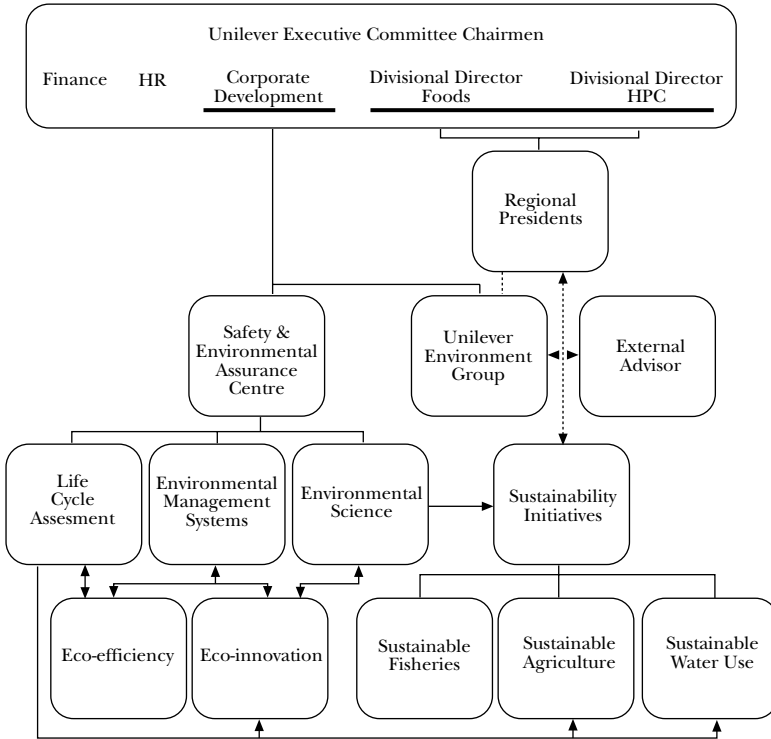 Unilever Executive Committee Chairmen
Finance
HR
Corporate
Development
Divisional Director
Foods
Divisional Director
HPC
Regional
Presidents
Safety &
Environmental
Assurance
Centre
Unilever
Environment
Group
External
Advisor
Life
Cycle
Assesment
Environmental
Management
Systems
Environmental
Science
Sustainability
Initiatives
Eco-efficiency
Eco-innovation
Sustainable
Fisheries
Sustainable
Agriculture
Sustainable
Water Use